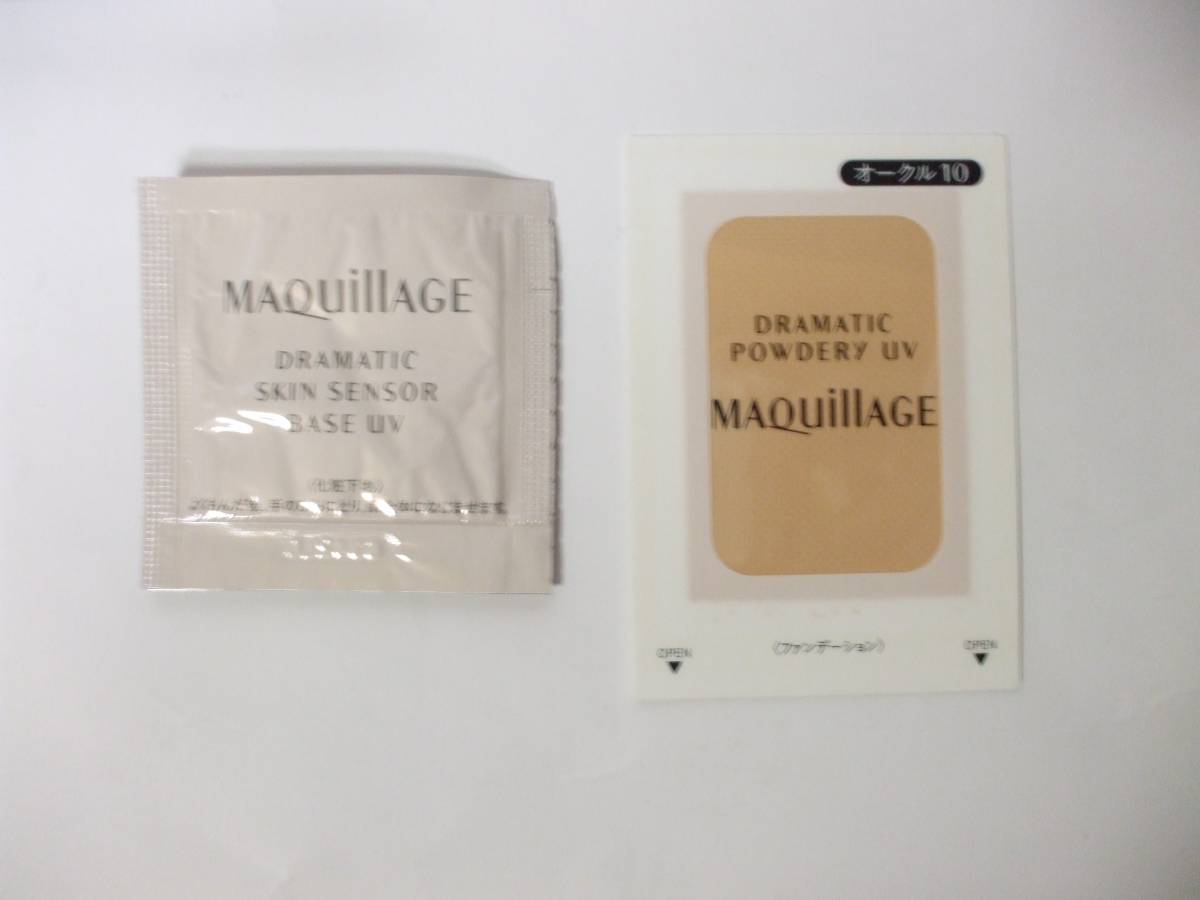 MAQuillAGE
DRAMATIC
SKIN SENSOR
BASE UV
〈化粧下地〉
オークル10
DRAMATIC
POWDERY UV
MAQuillAGE
OPEN
〈ファンデーション〉
OPEN